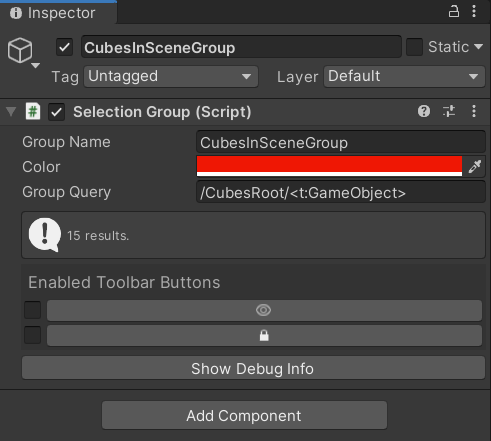 Inspector
CubesInSceneGroup
Static
Tag Untagged Layer Default
# Selection Group (Script)
Group Name CubesInSceneGroup
Color
Group Query /CubesRoot/<t:GameObject>
15 results.
Enabled Toolbar Buttons
Show Debug Info
Add Component